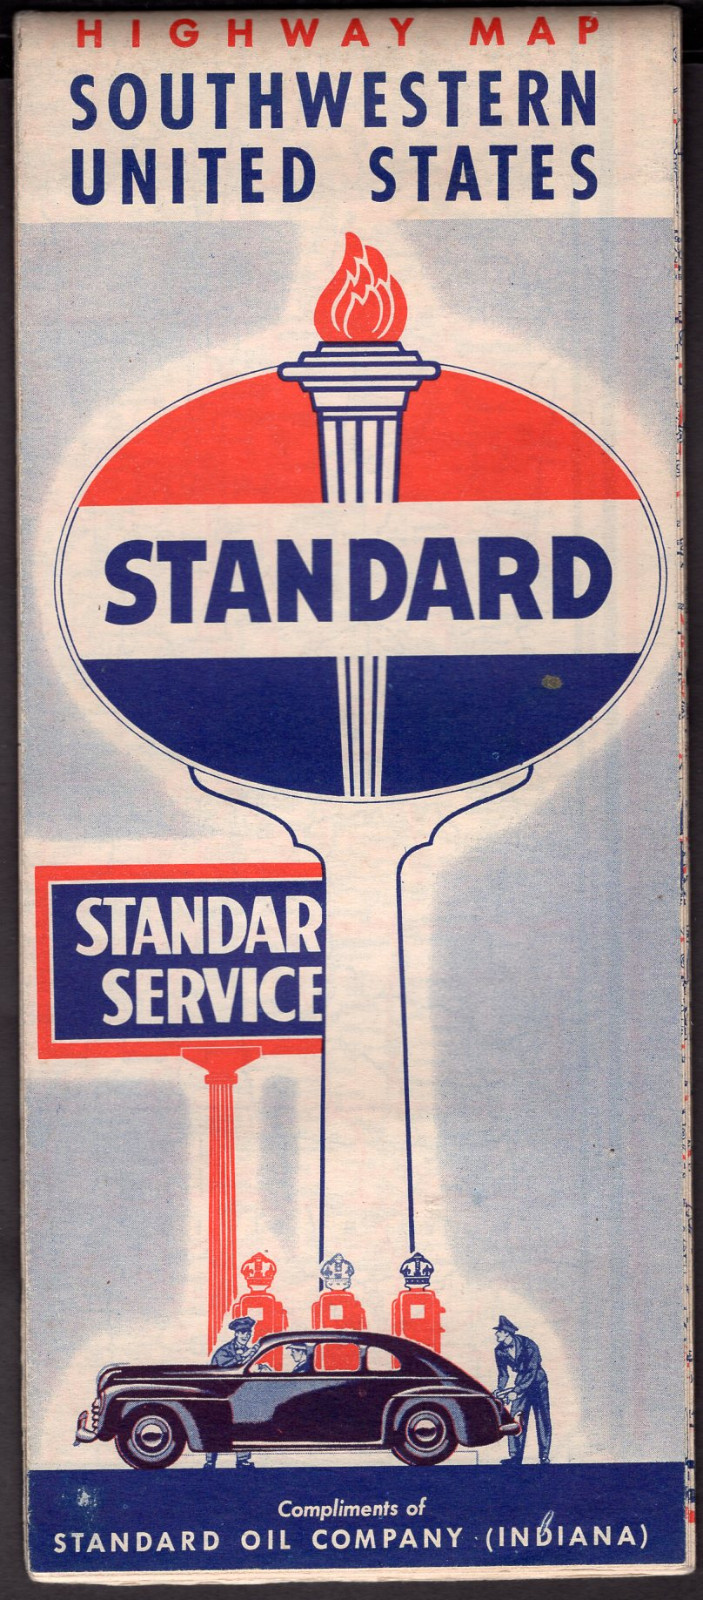 HIGHWAY MAP
SOUTHWESTERN
UNITED STATES
STANDARD
STANDAR
SERVICE
Compliments of
STANDARD OIL COMPANY (INDIANA)